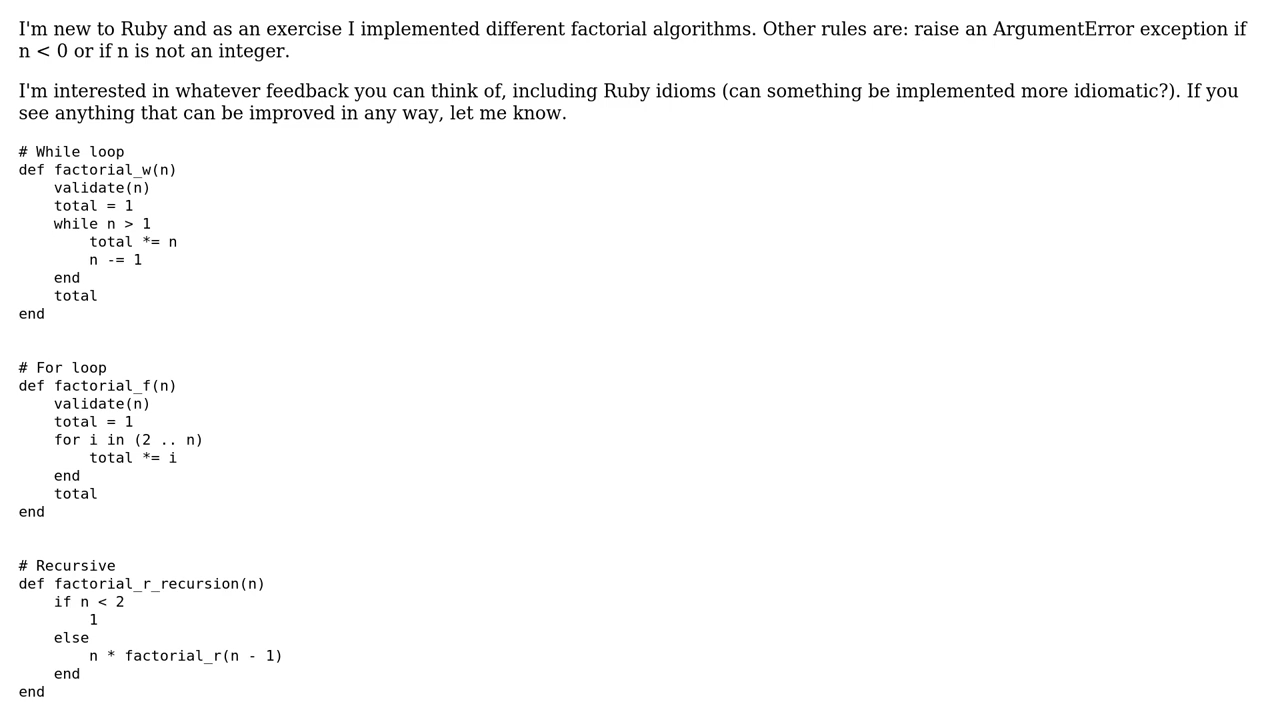 I'm new to Ruby and as an exercise I implemented different factorial algorithms. Other rules are: raise an ArgumentError exception if
n < 0 or if n is not an integer.
I'm interested in whatever feedback you can think of, including Ruby idioms (can something be implemented more idiomatic?). If you
see anything that can be improved in any way, let me know.
# While loop
def factorial_w(n)
    validate(n)
    total = 1
    while n > 1
        total *= n
        n -= 1
    end
    total
end
# For loop
def factorial_f(n)
    validate(n)
    total = 1
    for i in (2 .. n)
        total *= i
    end
    total
end
# Recursive
def factorial_r_recursion(n)
    if n < 2
        1
    else
        n * factorial_r(n - 1)
    end
end